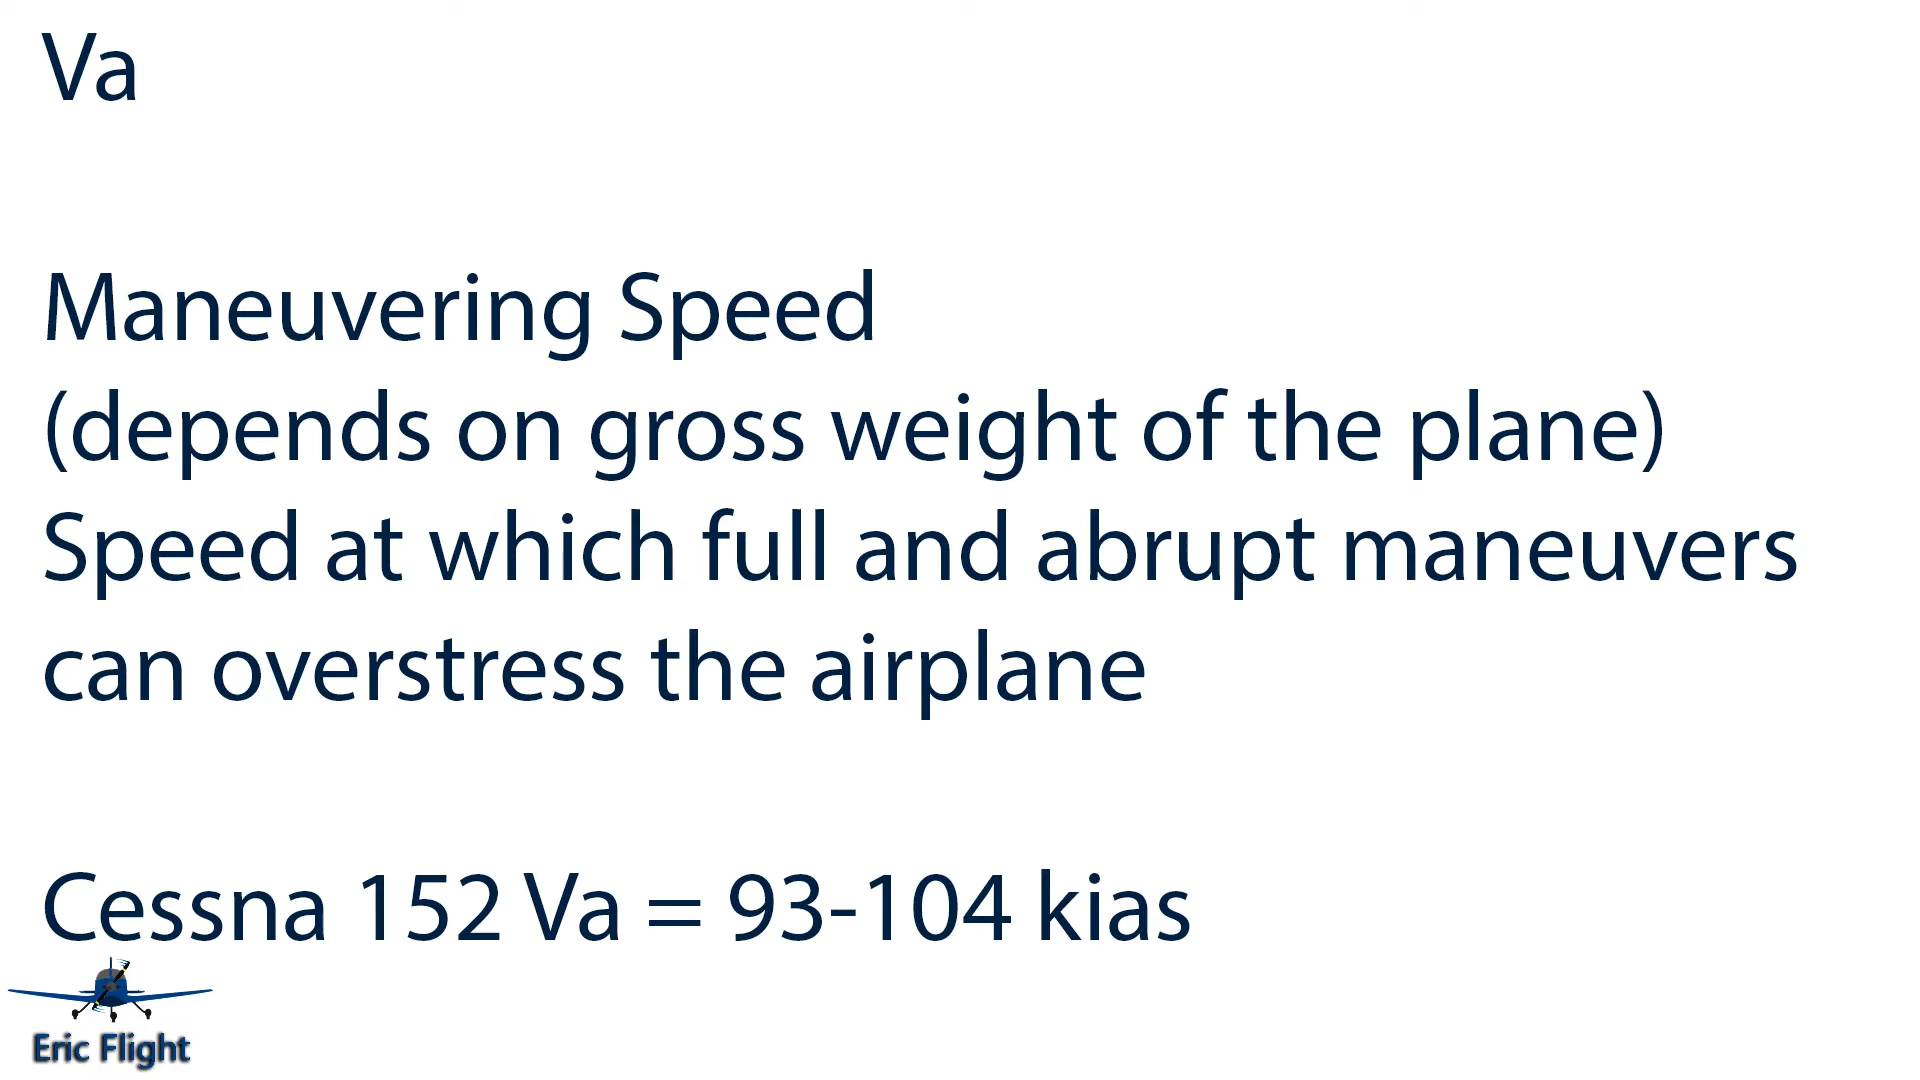 Va
Maneuvering Speed
(depends on gross weight of the plane)
Speed at which full and abrupt maneuvers
can overstress the airplane
Cessna 152 Va = 93-104 kias
Eric Flight